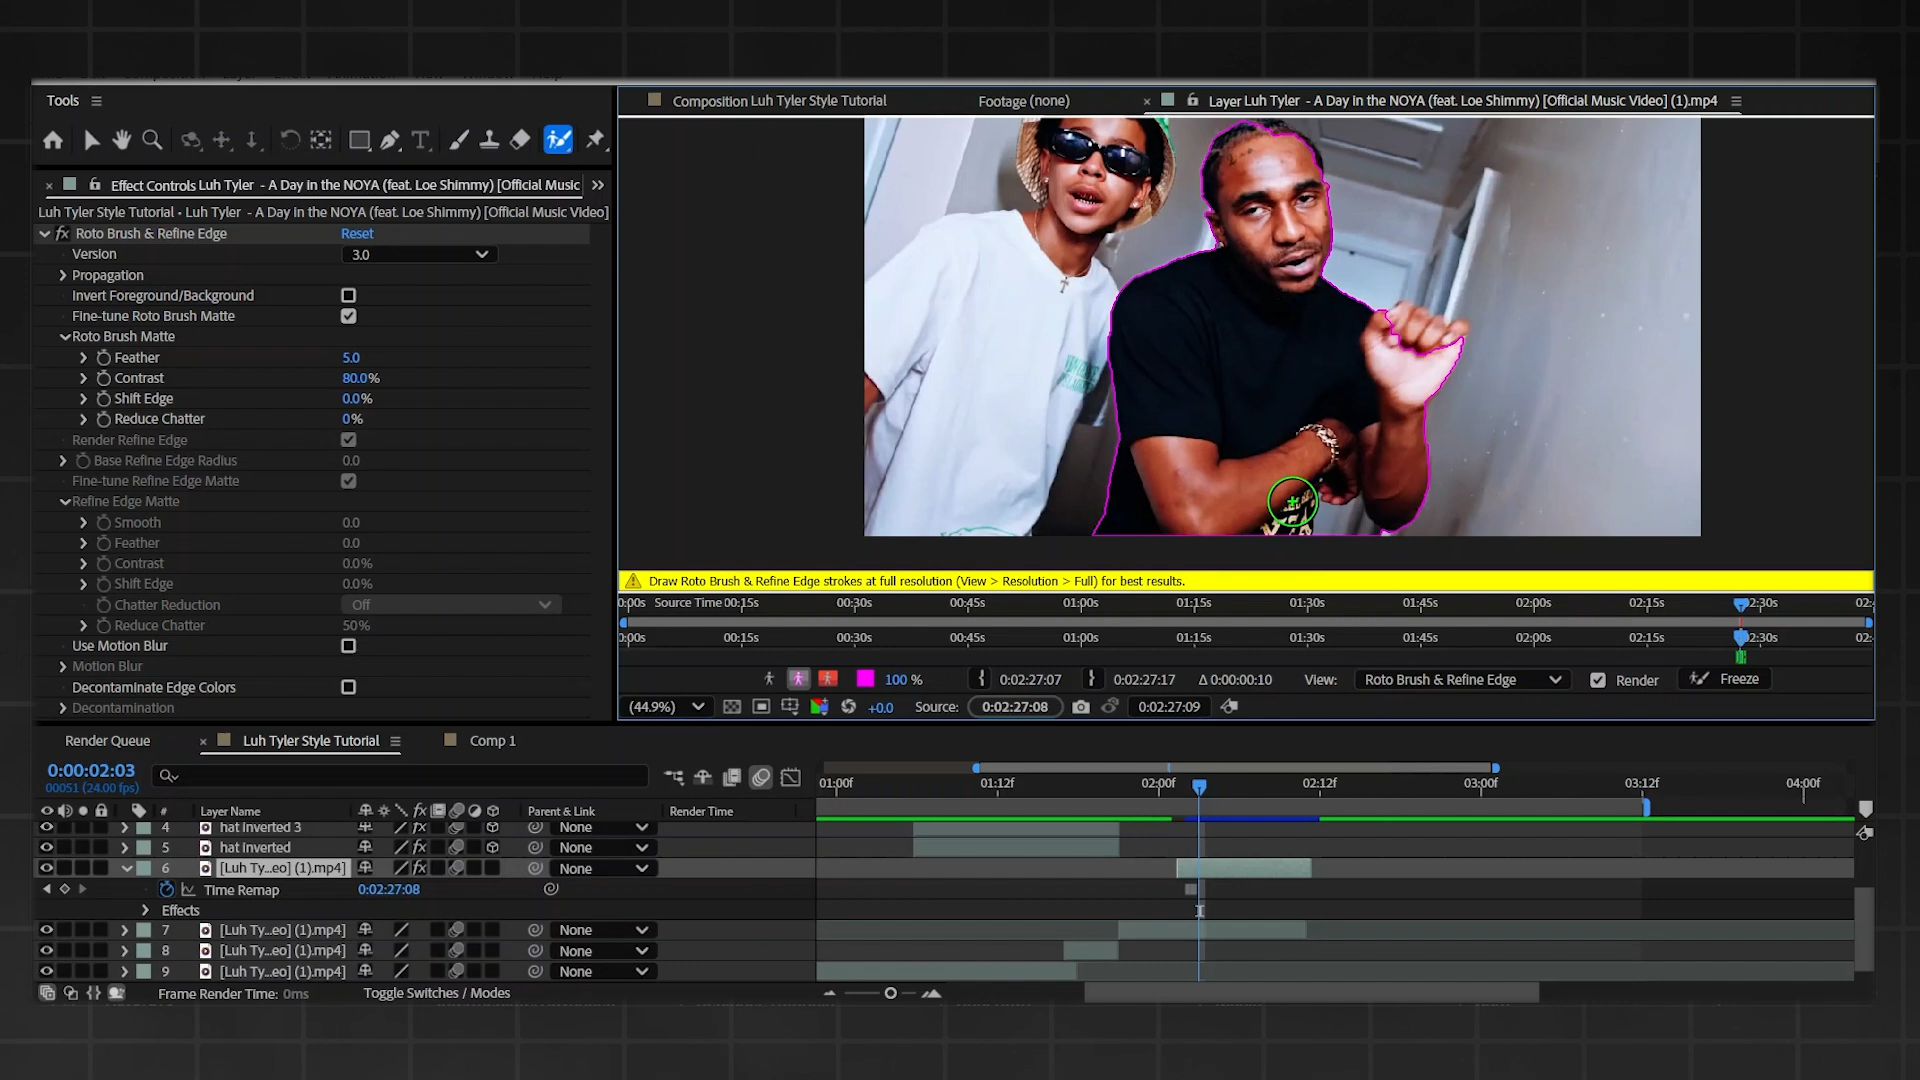 Tools
Composition Luh Tyler Style Tutorial
Footage (none)
× Layer Luh Tyler - A Day in the NOYA (feat. Loe Shimmy) [Official Music Video] (1).mp4
× Effect Controls Luh Tyler - A Day in the NOYA (feat. Loe Shimmy) [Official Music
Luh Tyler Style Tutorial • Luh Tyler - A Day in the NOYA (feat. Loe Shimmy) [Official Music Video]
fx Roto Brush & Refine Edge Reset
Version 3.0
Propagation
Invert Foreground/Background
Fine-tune Roto Brush Matte
Roto Brush Matte
Feather 5.0
Contrast 80.0%
Shift Edge 0.0%
Reduce Chatter 0%
Render Refine Edge
Base Refine Edge Radius 0.0
Fine-tune Refine Edge Matte
Refine Edge Matte
Smooth 0.0
Feather 0.0
Contrast 0.0%
Shift Edge 0.0%
Chatter Reduction Off
Reduce Chatter 50%
Use Motion Blur
Motion Blur
Decontaminate Edge Colors
Decontamination
Draw Roto Brush & Refine Edge strokes at full resolution (View > Resolution > Full) for best results.
0:00s Source Time 00:15s 00:30s 00:45s 01:00s 01:15s 01:30s 01:45s 02:00s 02:15s 02:30s 02:
0:00s 00:15s 00:30s 00:45s 01:00s 01:15s 01:30s 01:45s 02:00s 02:15s 02:30s 02:
100 % 0:02:27:07 0:02:27:17 Δ 0:00:00:10 View: Roto Brush & Refine Edge Render Freeze
(44.9%) +0.0 Source: 0:02:27:08 0:02:27:09
Render Queue × Luh Tyler Style Tutorial Comp 1
0:00:02:03
00051 (24.00 fps)
01:00f 01:12f 02:00f 02:12f 03:00f 03:12f 04:00f
# Layer Name fx Parent & Link Render Time
4 hat inverted 3 fx None
5 hat inverted fx None
6 [Luh Ty...eo] (1).mp4] fx None
Time Remap 0:02:27:08
Effects
7 [Luh Ty...eo] (1).mp4] None
8 [Luh Ty...eo] (1).mp4] None
9 [Luh Ty...eo] (1).mp4] None
Frame Render Time: 0ms Toggle Switches / Modes